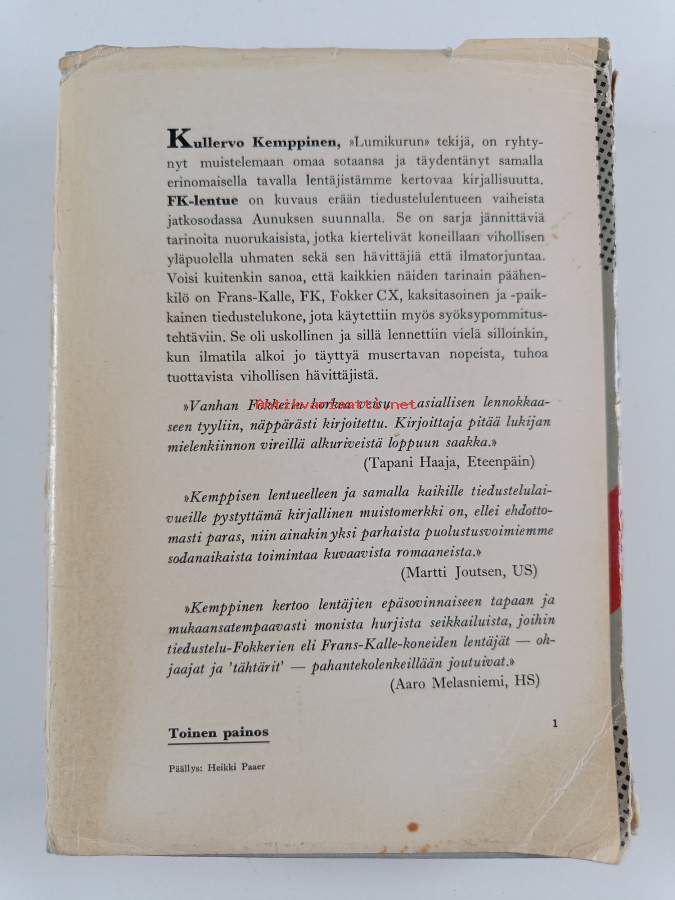 Kullervo Kemppinen, »Lumikurun» tekijä, on ryhty-
nyt muistelemaan omaa sotaansa ja täydentänyt samalla
erinomaisella tavalla lentäjistämme kertovaa kirjallisuutta.
FK-lentue on kuvaus erään tiedustelulentueen vaiheista
jatkosodassa Aunuksen suunnalla. Se on sarja jännittäviä
tarinoita nuorukaisista, jotka kiertelivät koneillaan vihollisen
yläpuolella uhmaten sekä sen hävittäjiä että ilmatorjuntaa.
Voisi kuitenkin sanoa, että kaikkien näiden tarinain päähen-
kilö on Frans-Kalle, FK, Fokker CX, kaksitasoinen ja -paik-
kainen tiedustelukone, jota käytettiin myös syöksypommitus-
tehtäviin. Se oli uskollinen ja sillä lennettiin vielä silloinkin,
kun ilmatila alkoi jo täyttyä musertavan nopeista, tuhoa
tuottavista vihollisen hävittäjistä.
»Vanhan Fokkerin korkea veisu — asiallisen lennokkaa-
seen tyyliin, näppärästi kirjoitettu. Kirjoittaja pitää lukijan
mielenkiinnon vireillä alkuriveistä loppuun saakka.»
(Tapani Haaja, Eteenpäin)
»Kemppisen lentueelleen ja samalla kaikille tiedustelulai-
vueille pystyttämä kirjallinen muistomerkki on, ellei ehdotto-
masti paras, niin ainakin yksi parhaista puolustusvoimiemme
sodanaikaista toimintaa kuvaavista romaaneista.»
(Martti Joutsen, US)
»Kemppinen kertoo lentäjien epäsovinnaiseen tapaan ja
mukaansatempaavasti monista hurjista seikkailuista, joihin
tiedustelu-Fokkerien eli Frans-Kalle-koneiden lentäjät — oh-
jaajat ja 'tähtärit' — pahantekolenkeillään joutuivat.»
(Aaro Melasniemi, HS)
1
Toinen painos
Päällys: Heikki Paaer
Antikvariaatti.net